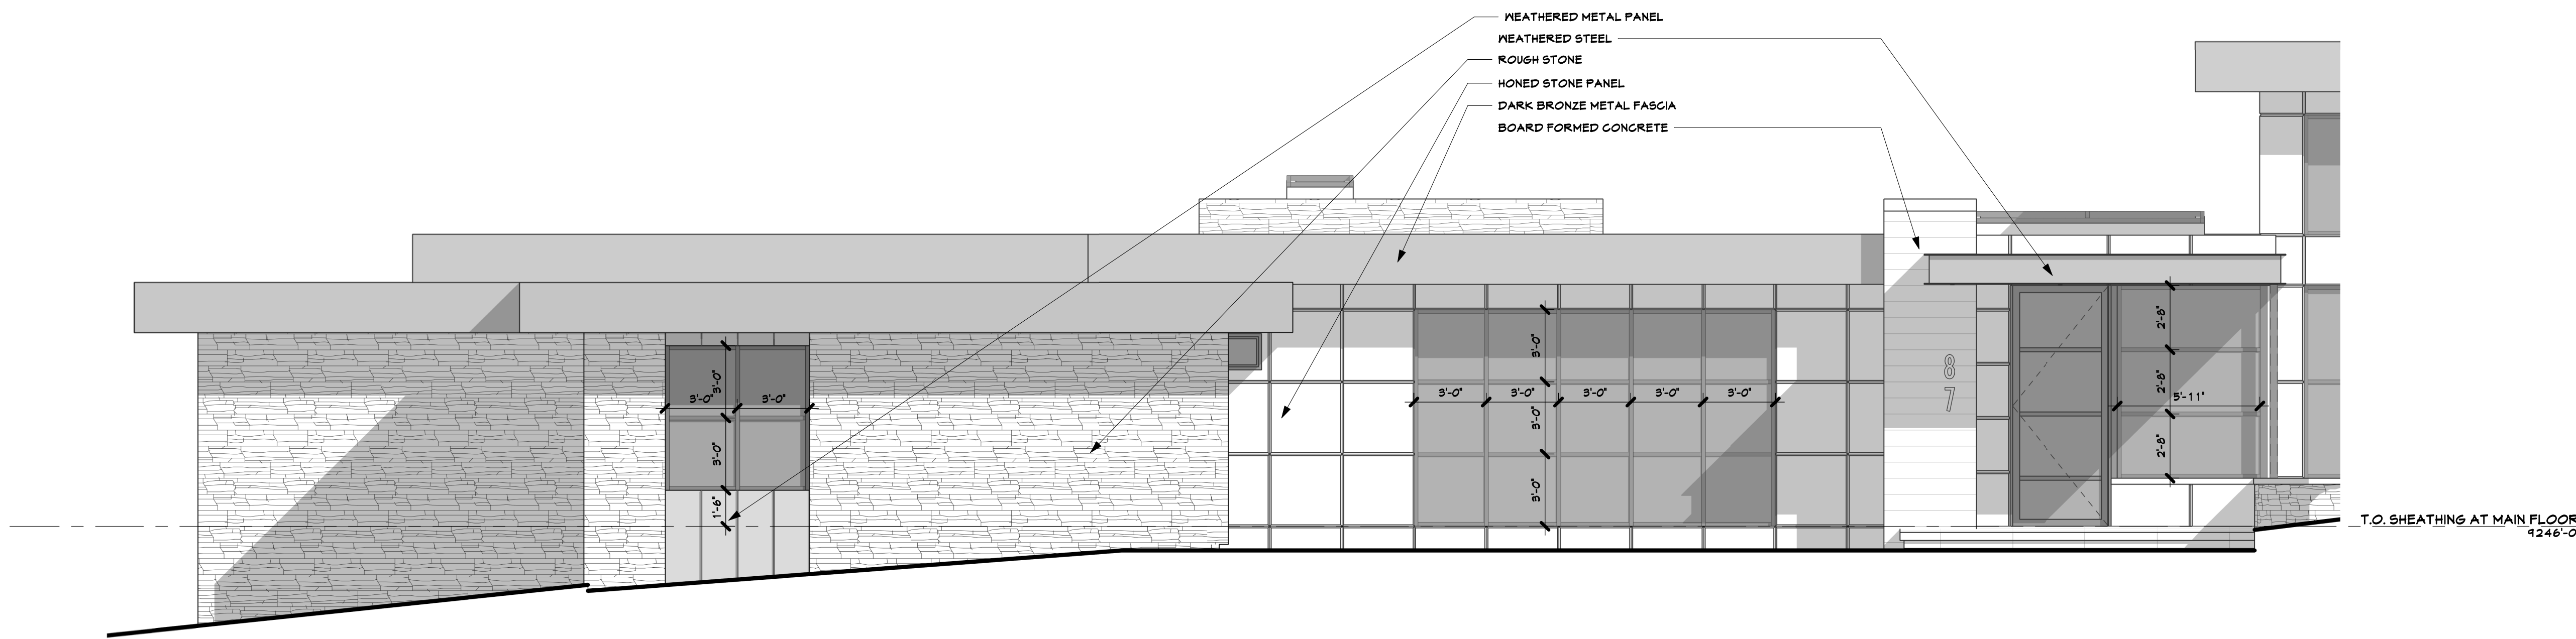 WEATHERED METAL PANEL
WEATHERED STEEL
ROUGH STONE
HONED STONE PANEL
DARK BRONZE METAL FASCIA
BOARD FORMED CONCRETE
3'-0"
3'-0" 3'-0"
3'-0"
1'-6"
3'-0"
3'-0" 3'-0" 3'-0" 3'-0" 3'-0"
3'-0"
3'-0"
8
7
2'-8"
2'-8"
5'-11"
2'-8"
T.O. SHEATHING AT MAIN FLOOR
9246'-0